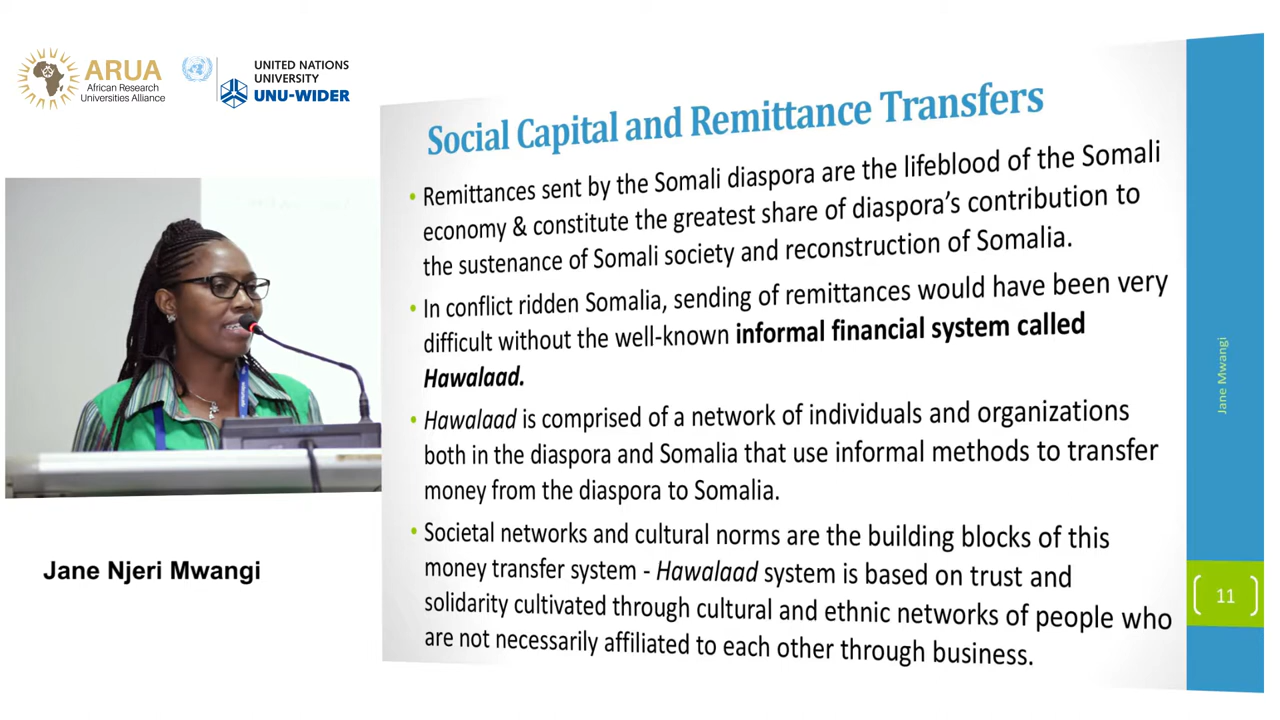 ARUA
African Research
Universities Alliance
UNITED NATIONS
UNIVERSITY
UNU-WIDER
Social Capital and Remittance Transfers
• Remittances sent by the Somali diaspora are the lifeblood of the Somali
economy & constitute the greatest share of diaspora's contribution to
the sustenance of Somali society and reconstruction of Somalia.
• In conflict ridden Somalia, sending of remittances would have been very
difficult without the well-known informal financial system called
Hawalaad.
• Hawalaad is comprised of a network of individuals and organizations
both in the diaspora and Somalia that use informal methods to transfer
money from the diaspora to Somalia.
• Societal networks and cultural norms are the building blocks of this
money transfer system - Hawalaad system is based on trust and
solidarity cultivated through cultural and ethnic networks of people who
are not necessarily affiliated to each other through business.
Jane Mwangi
11
Jane Njeri Mwangi